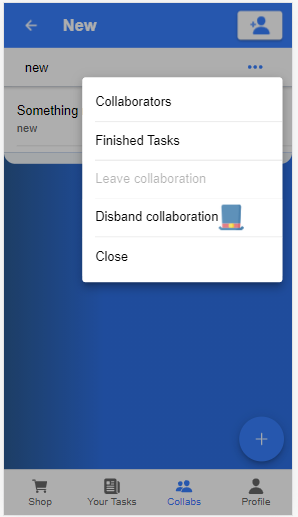 New
new
Something
new
Collaborators
Finished Tasks
Leave collaboration
Disband collaboration
Close
Shop
Your Tasks
Collabs
Profile